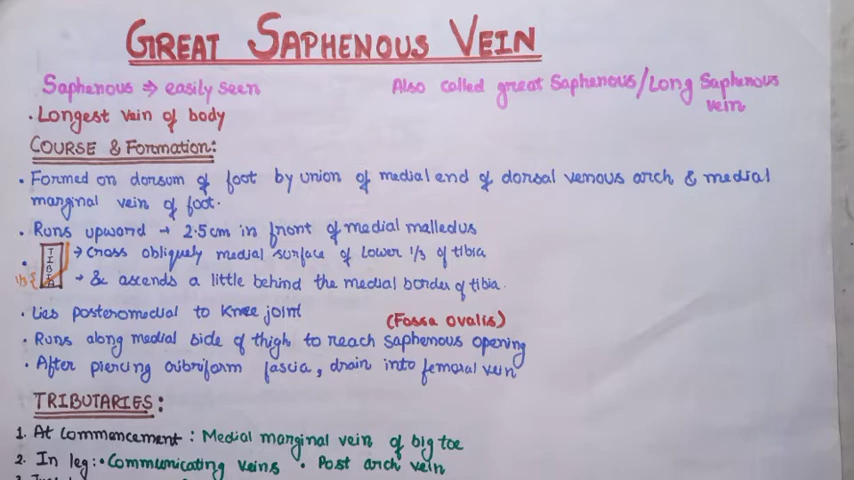 GREAT SAPHENOUS VEIN
Saphenous ⇒ easily seen
Also called great Saphenous/Long Saphenous vein
• Longest vein of body
COURSE & Formation:
• Formed on dorsum of foot by union of medial end of dorsal venous arch & medial
marginal vein of foot.
• Runs upward → 2.5cm in front of medial malleolus
TIBIA
→ Cross obliquely medial surface of lower 1/3 of tibia
1/3 {
→ & ascends a little behind the medial border of tibia.
• Lies posteromedial to Knee joint
(Fossa ovalis)
• Runs along medial side of thigh to reach saphenous opening
• After piercing cribriform fascia, drain into femoral vein
TRIBUTARIES:
1. At Commancement : Medial marginal vein of big toe
2. In leg: • Communicating veins • Post arch vein